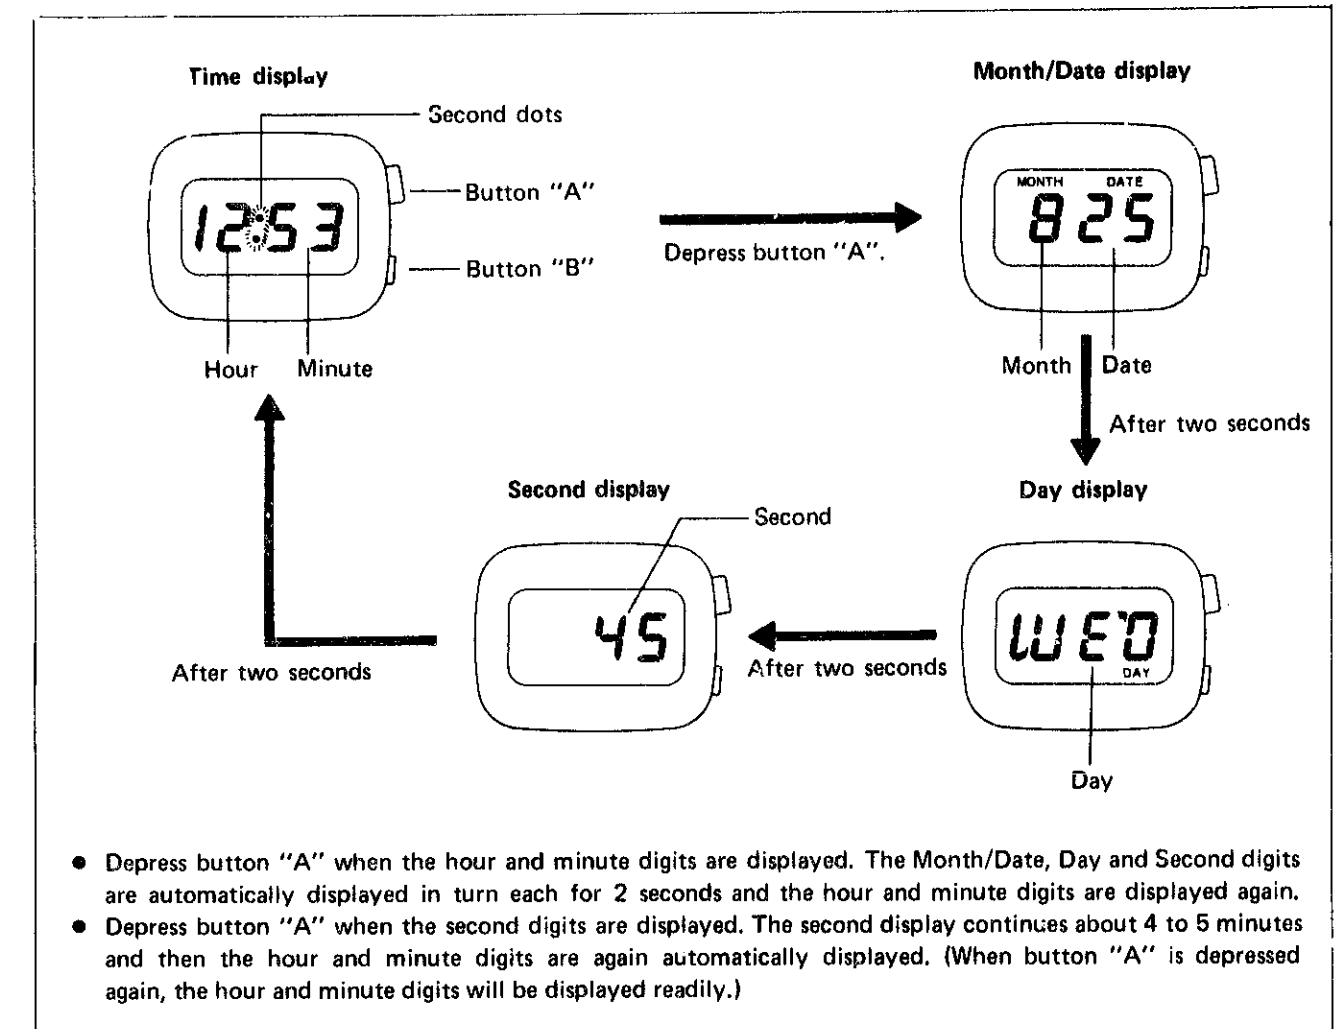 Time display
Second dots
Button "A"
Button "B"
12:53
Hour
Minute
Depress button "A".
Month/Date display
MONTH DATE
8 25
Month
Date
After two seconds
Day display
WED
DAY
Day
After two seconds
Second display
Second
45
After two seconds
● Depress button "A" when the hour and minute digits are displayed. The Month/Date, Day and Second digits
are automatically displayed in turn each for 2 seconds and the hour and minute digits are displayed again.
● Depress button "A" when the second digits are displayed. The second display continues about 4 to 5 minutes
and then the hour and minute digits are again automatically displayed. (When button "A" is depressed
again, the hour and minute digits will be displayed readily.)